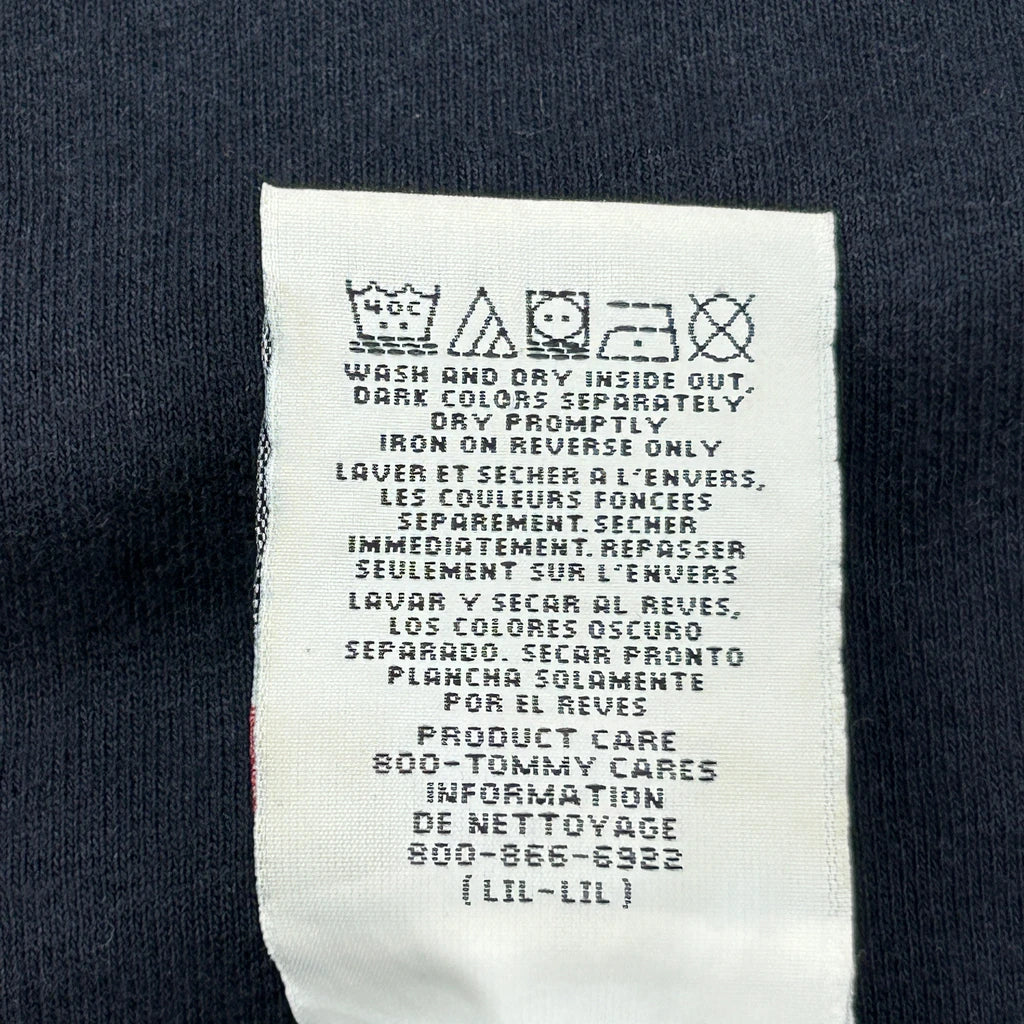 40C
WASH AND DRY INSIDE OUT,
DARK COLORS SEPARATELY
DRY PROMPTLY
IRON ON REVERSE ONLY
LAVER ET SECHER A L'ENVERS,
LES COULEURS FONCEES
SEPAREMENT. SECHER
IMMEDIATEMENT. REPASSER
SEULEMENT SUR L'ENVERS
LAVAR Y SECAR AL REVES,
LOS COLORES OSCURO
SEPARADO. SECAR PRONTO
PLANCHA SOLAMENTE
POR EL REVES
PRODUCT CARE
800-TOMMY CARES
INFORMATION
DE NETTOYAGE
800-866-6922
(LIL-LIL)